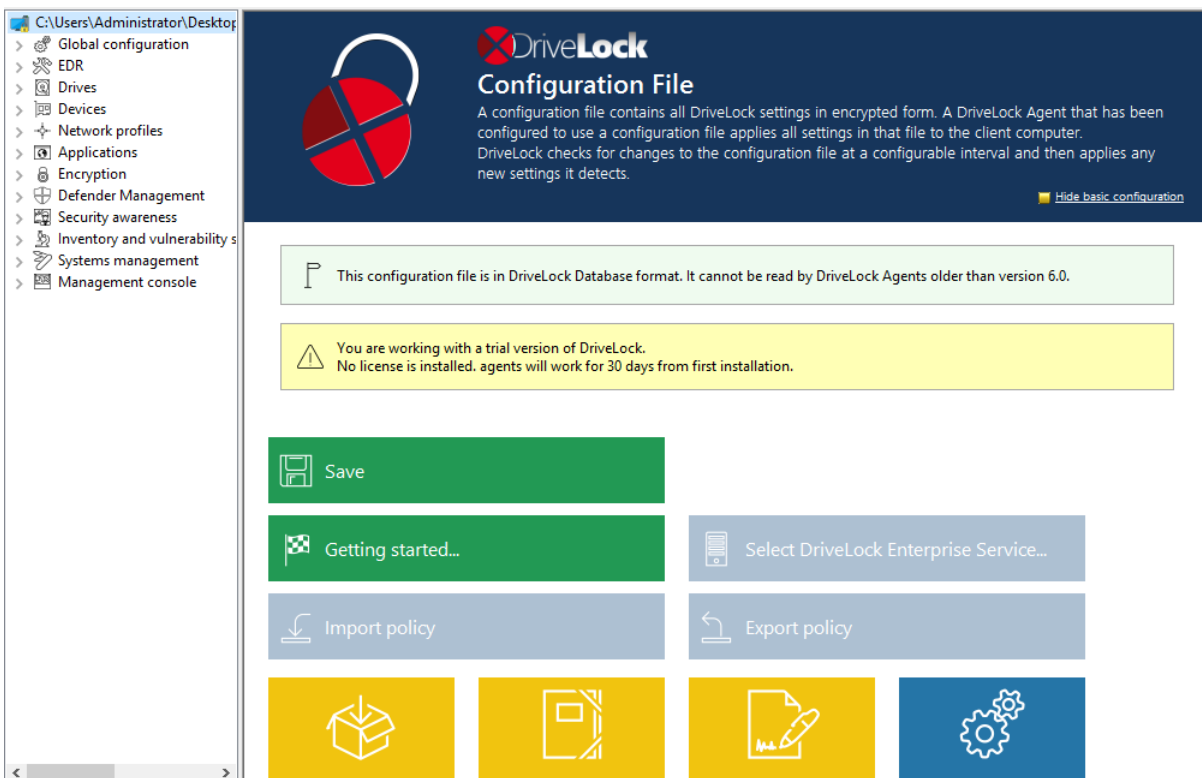 C:\Users\Administrator\Desktop
Global configuration
EDR
Drives
Devices
Network profiles
Applications
Encryption
Defender Management
Security awareness
Inventory and vulnerability s
Systems management
Management console
DriveLock
Configuration File
A configuration file contains all DriveLock settings in encrypted form. A DriveLock Agent that has been
configured to use a configuration file applies all settings in that file to the client computer.
DriveLock checks for changes to the configuration file at a configurable interval and then applies any
new settings it detects.
Hide basic configuration
This configuration file is in DriveLock Database format. It cannot be read by DriveLock Agents older than version 6.0.
You are working with a trial version of DriveLock.
No license is installed. agents will work for 30 days from first installation.
Save
Getting started...
Select DriveLock Enterprise Service...
Import policy
Export policy